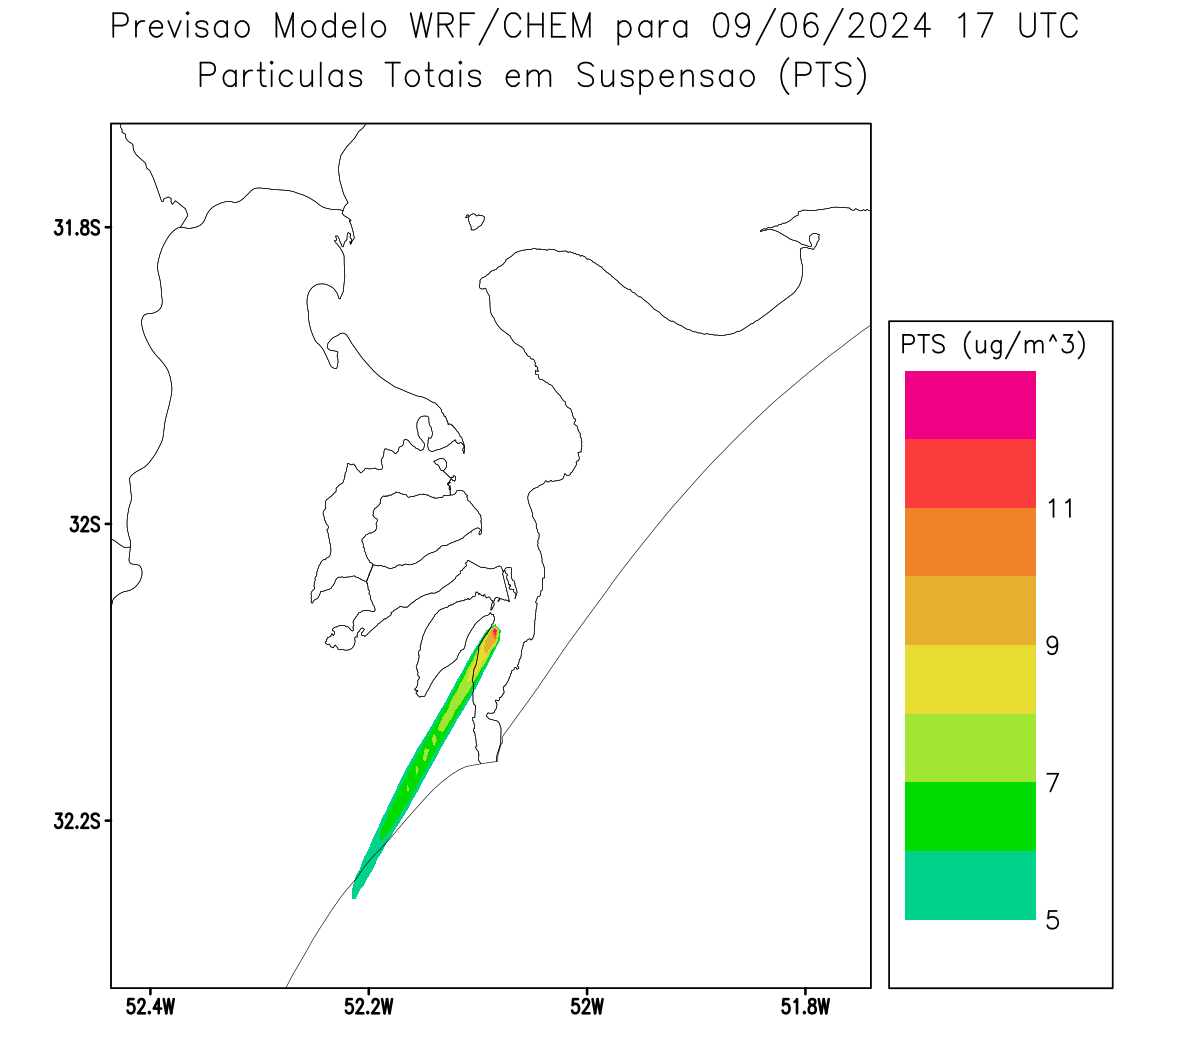 Previsao Modelo WRF/CHEM para 09/06/2024 17 UTC
Particulas Totais em Suspensao (PTS)
31.8S
32S
32.2S
52.4W
52.2W
52W
51.8W
PTS (ug/m^3)
11
9
7
5